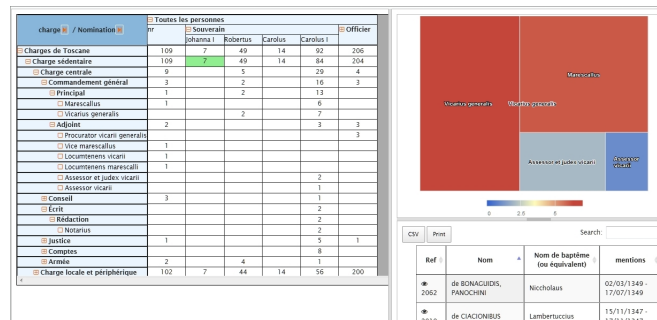 charge / Nomination
Toutes les personnes
nr Souverain Officier
Johanna I Robertus Carolus Carolus I
Charges de Toscane 109 7 49 14 92 206
Charge sédentaire 109 7 49 14 84 204
Charge centrale 9 5 29 4
Commandement général 3 2 16 3
Principal 1 2 13
Marescallus 1 6
Vicarius generalis 2 7
Adjoint 2 3 3
Procurator vicarii generalis 3
Vice marescallus 1
Locumtenens vicarii 1
Locumtenens marescalli 1
Assessor et judex vicarii 2
Assessor vicarii 1
Conseil 3 1
Écrit 2
Rédaction 2
Notarius 2
Justice 1 5 1
Comptes 8
Armée 2 4 1
Charge locale et périphérique 102 7 44 14 56 200
Marescallus
Vicarius generalis
Vicarius generalis
Assessor et judex vicarii
Assessor vicarii
0 2.5 5
CSV Print Search:
Ref Nom Nom de baptême (ou équivalent) mentions
2062 de BONAGUIDIS, PANOCHINI Niccholaus 02/03/1349 - 17/07/1349
de CIACIONIBUS Lambertuccius 15/11/1347 -